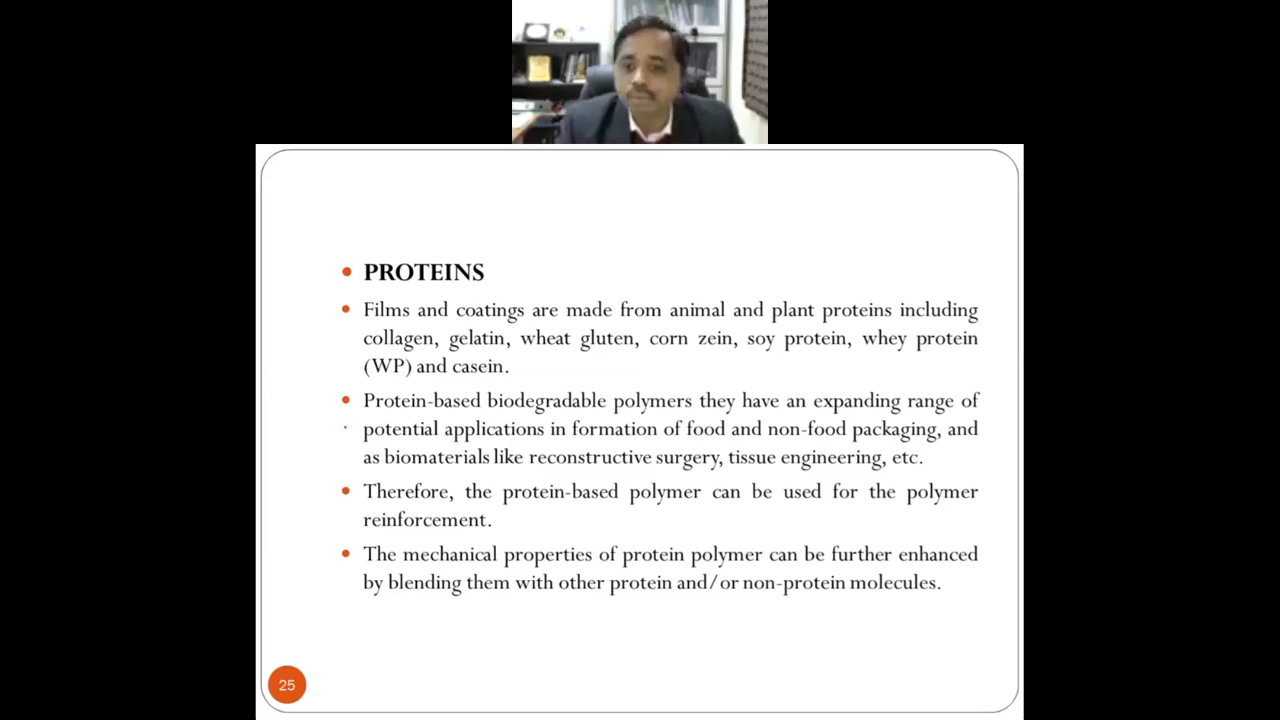 PROTEINS
Films and coatings are made from animal and plant proteins including
collagen, gelatin, wheat gluten, corn zein, soy protein, whey protein
(WP) and casein.
Protein-based biodegradable polymers they have an expanding range of
potential applications in formation of food and non-food packaging, and
as biomaterials like reconstructive surgery, tissue engineering, etc.
Therefore, the protein-based polymer can be used for the polymer
reinforcement.
The mechanical properties of protein polymer can be further enhanced
by blending them with other protein and/or non-protein molecules.
25